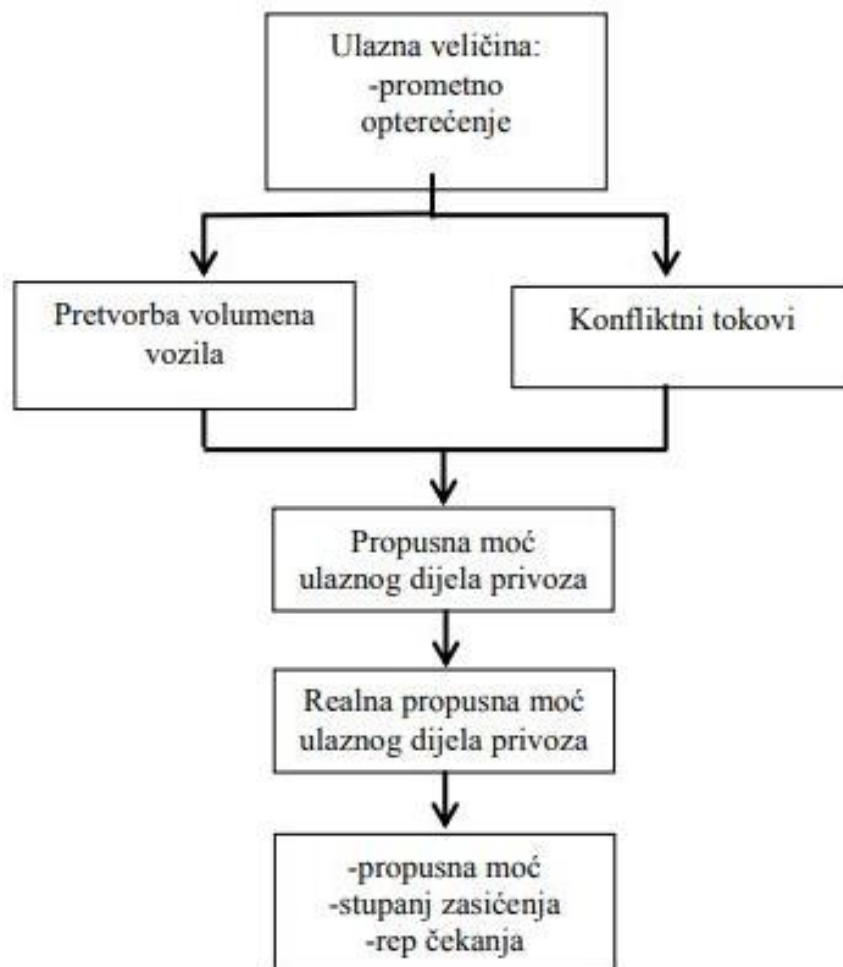 Ulazna veličina:
-prometno
opterećenje
Pretvorba volumena
vozila
Konfliktni tokovi
Propusna moć
ulaznog dijela privoza
Realna propusna moć
ulaznog dijela privoza
-propusna moć
-stupanj zasićenja
-rep čekanja